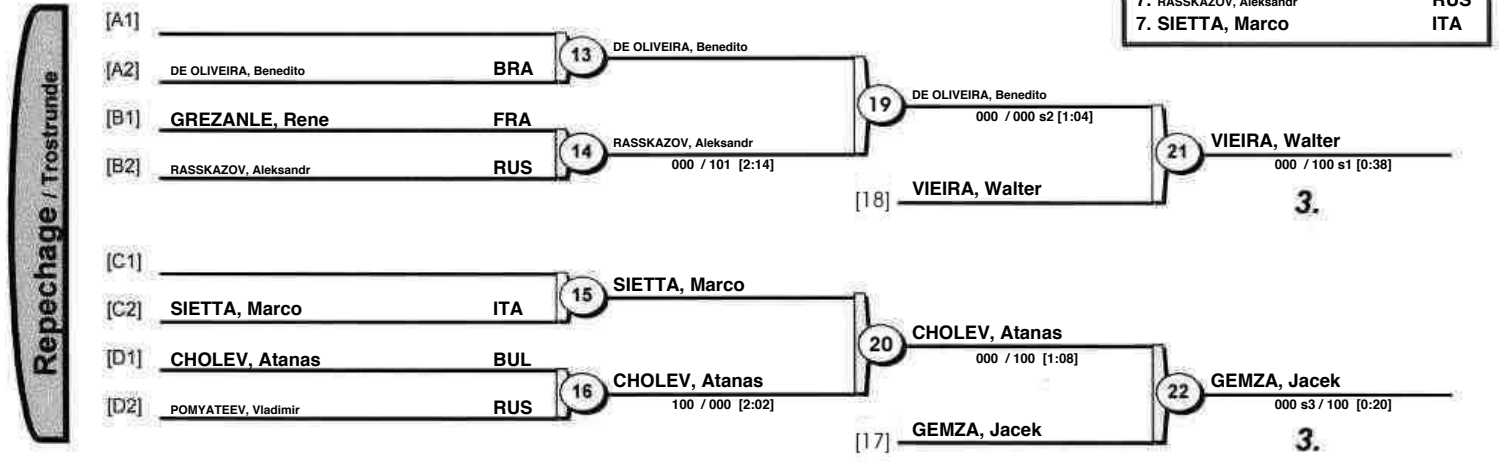 7. RASSKAZOV, Aleksandr RUS
7. SIETTA, Marco ITA
Repechage / Trostrunde
[A1]
[A2] DE OLIVEIRA, Benedito BRA
13
DE OLIVEIRA, Benedito
[B1] GREZANLE, Rene FRA
[B2] RASSKAZOV, Aleksandr RUS
14
RASSKAZOV, Aleksandr
000 / 101 [2:14]
19
DE OLIVEIRA, Benedito
000 / 000 s2 [1:04]
[18] VIEIRA, Walter
21
VIEIRA, Walter
000 / 100 s1 [0:38]
3.
[C1]
[C2] SIETTA, Marco ITA
15
SIETTA, Marco
[D1] CHOLEV, Atanas BUL
[D2] POMYATEEV, Vladimir RUS
16
CHOLEV, Atanas
100 / 000 [2:02]
20
CHOLEV, Atanas
000 / 100 [1:08]
[17] GEMZA, Jacek
22
GEMZA, Jacek
000 s3 / 100 [0:20]
3.